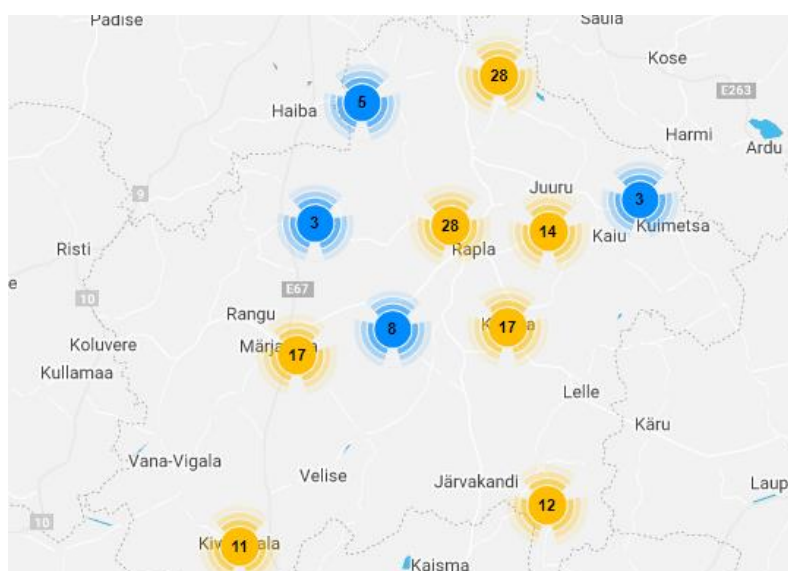 Padise
Saula
Kose
28
E263
5
Haiba
Harmi
Ardu
9
Juuru
3
3
28
14
Kaiu
Kuimetsa
Risti
Rapla
e
10
E67
Rangu
8
17
Koluvere
17
Kullamaa
Lelle
Käru
Vana-Vigala
Velise
Järvakandi
Laup
12
10
11
Kaisma